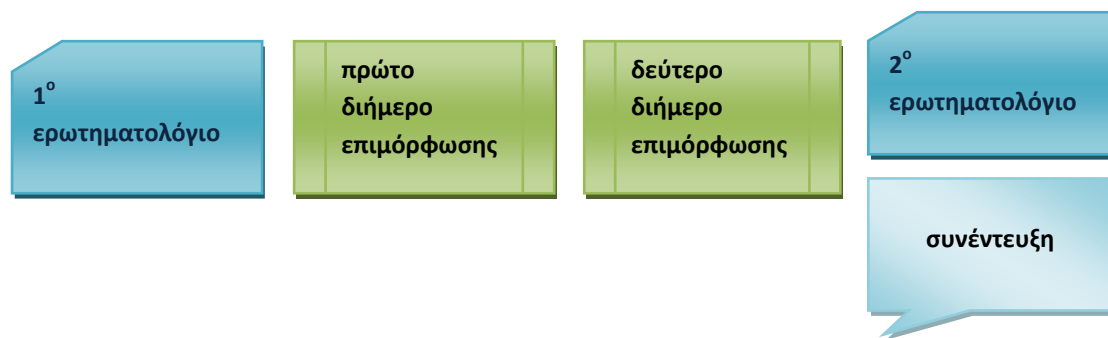 1ο
ερωτηματολόγιο
πρώτο
διήμερο
επιμόρφωσης
δεύτερο
διήμερο
επιμόρφωσης
2ο
ερωτηματολόγιο
συνέντευξη